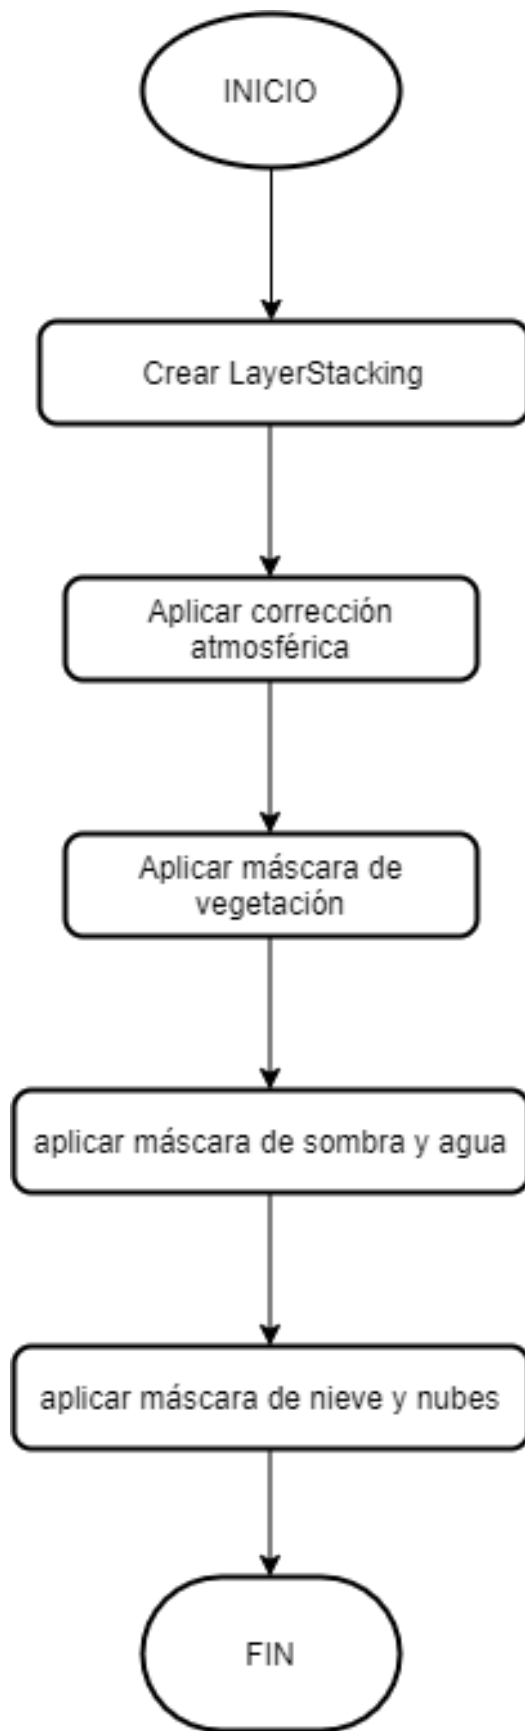 INICIO
Crear LayerStacking
Aplicar corrección
atmosférica
Aplicar máscara de
vegetación
aplicar máscara de sombra y agua
aplicar máscara de nieve y nubes
FIN